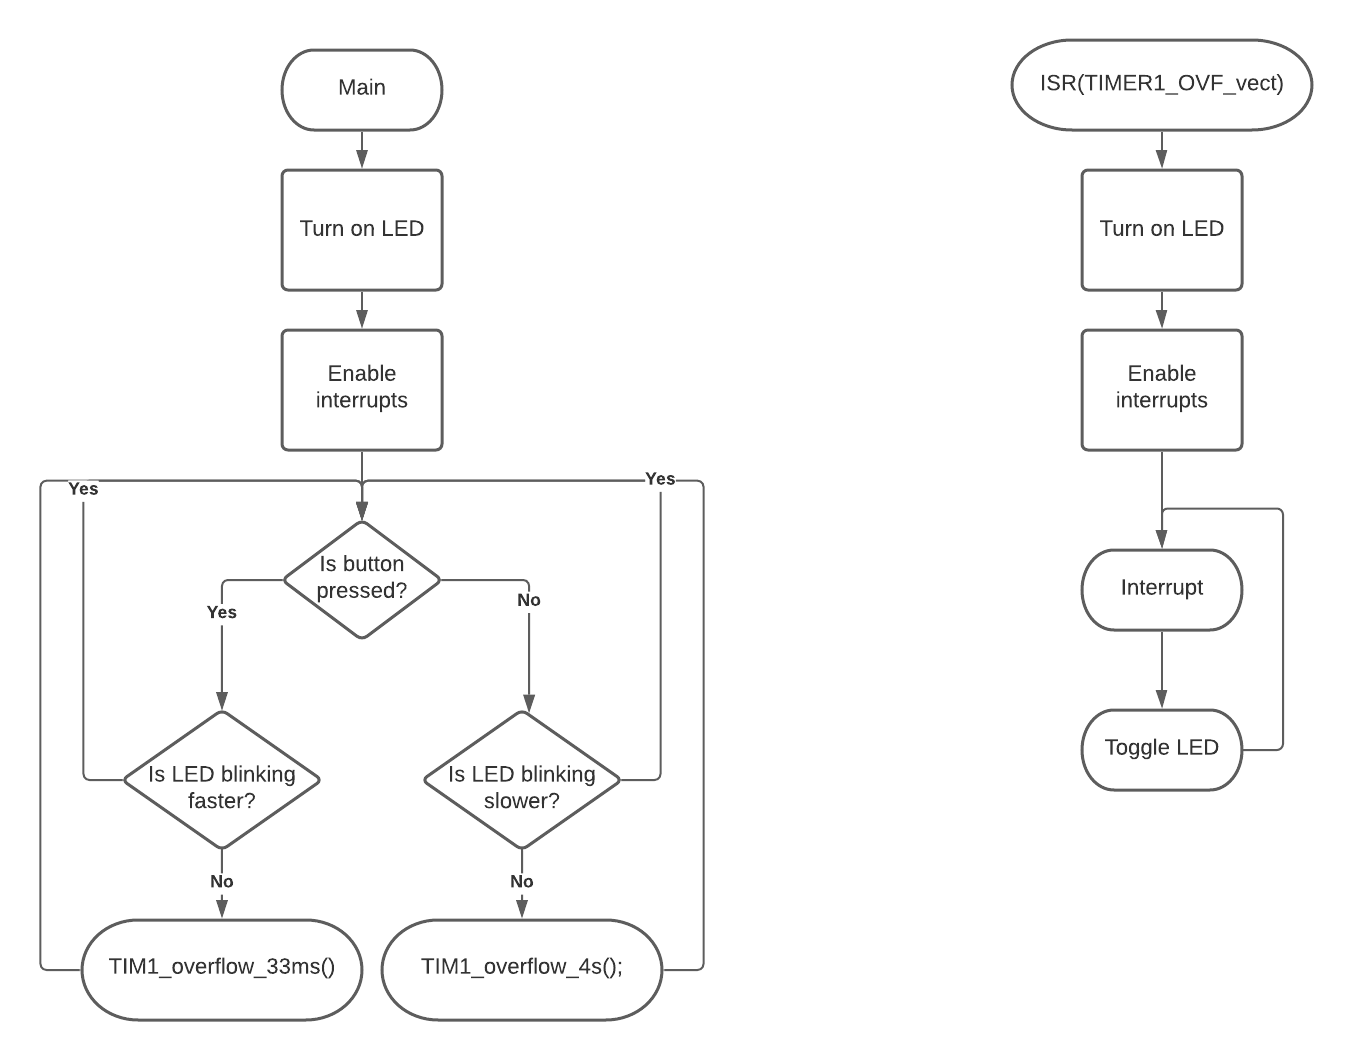 Main
Turn on LED
Enable
interrupts
Yes
Yes
Is button
pressed?
Yes
No
Is LED blinking
faster?
Is LED blinking
slower?
No
No
TIM1_overflow_33ms()
TIM1_overflow_4s();
ISR(TIMER1_OVF_vect)
Turn on LED
Enable
interrupts
Interrupt
Toggle LED